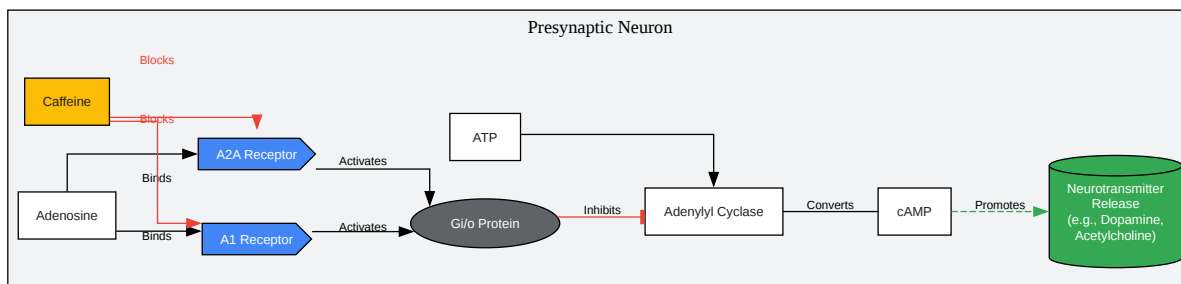 Presynaptic Neuron
Blocks
Caffeine
Blocks
A2A Receptor
Activates
ATP
Binds
Adenosine
Binds
A1 Receptor
Activates
Gi/o Protein
Inhibits
Adenylyl Cyclase
Converts
cAMP
Promotes
Neurotransmitter
Release
(e.g., Dopamine,
Acetylcholine)